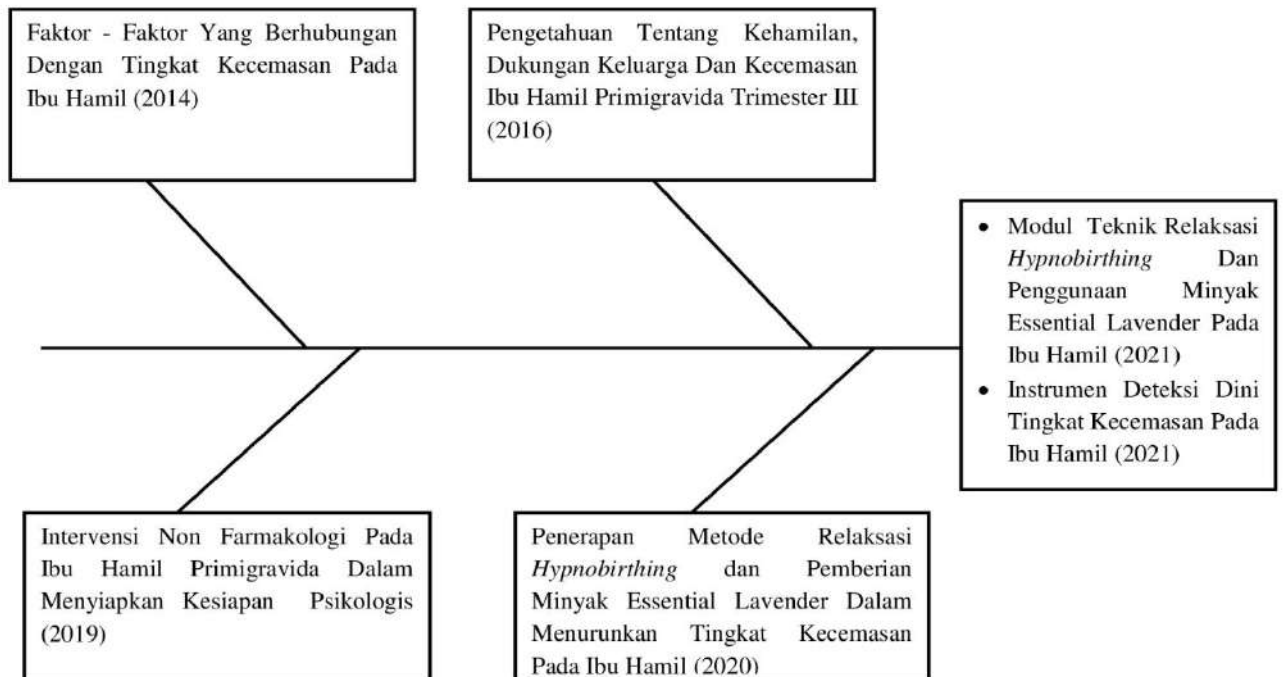 Faktor - Faktor Yang Berhubungan
Dengan Tingkat Kecemasan Pada
Ibu Hamil (2014)
Pengetahuan Tentang Kehamilan,
Dukungan Keluarga Dan Kecemasan
Ibu Hamil Primigravida Trimester III
(2016)
• Modul Teknik Relaksasi
Hypnobirthing Dan
Penggunaan Minyak
Essential Lavender Pada
Ibu Hamil (2021)
• Instrumen Deteksi Dini
Tingkat Kecemasan Pada
Ibu Hamil (2021)
Intervensi Non Farmakologi Pada
Ibu Hamil Primigravida Dalam
Menyiapkan Kesiapan Psikologis
(2019)
Penerapan Metode Relaksasi
Hypnobirthing dan Pemberian
Minyak Essential Lavender Dalam
Menurunkan Tingkat Kecemasan
Pada Ibu Hamil (2020)